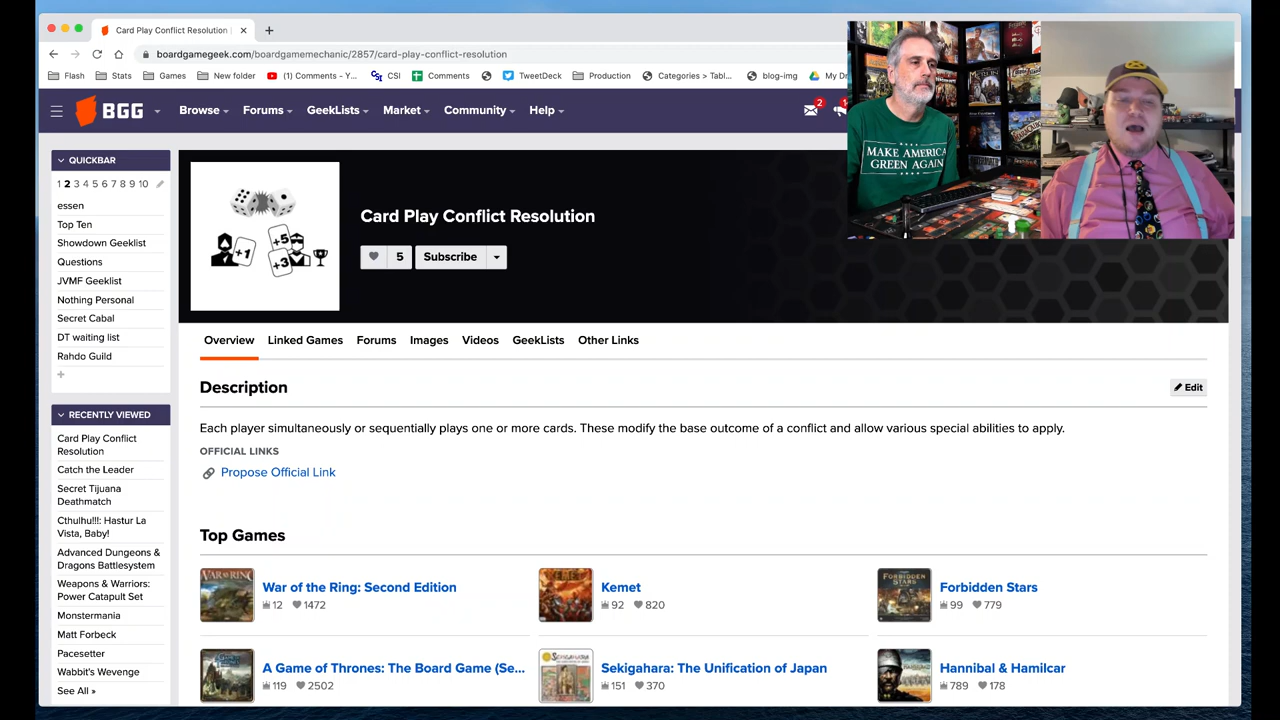 Card Play Conflict Resolution
boardgamegeek.com/boardgamemechanic/2857/card-play-conflict-resolution
Flash Stats Games New folder (1) Comments - Y... CSI Comments TweetDeck Production Categories > Tabl... blog-img My Dr
BGG Browse Forums GeekLists Market Community Help 2
MAKE AMERICA
GREEN AGAIN
QUICKBAR
1 2 3 4 5 6 7 8 9 10
essen
Top Ten
Showdown Geeklist
Questions
JVMF Geeklist
Nothing Personal
Secret Cabal
DT waiting list
Rahdo Guild
+
RECENTLY VIEWED
Card Play Conflict
Resolution
Catch the Leader
Secret Tijuana
Deathmatch
Cthulhu!!!: Hastur La
Vista, Baby!
Advanced Dungeons &
Dragons Battlesystem
Weapons & Warriors:
Power Catapult Set
Monstermania
Matt Forbeck
Pacesetter
Wabbit's Revenge
See All »
+1 +5
+3
Card Play Conflict Resolution
5 Subscribe
Overview Linked Games Forums Images Videos GeekLists Other Links
Description Edit
Each player simultaneously or sequentially plays one or more cards. These modify the base outcome of a conflict and allow various special abilities to apply.
OFFICIAL LINKS
Propose Official Link
Top Games
War of the Ring: Second Edition
12 1472
Kemet
92 820
Forbidden Stars
99 779
A Game of Thrones: The Board Game (Se...
119 2502
Sekigahara: The Unification of Japan
151 370
Hannibal & Hamilcar
789 178